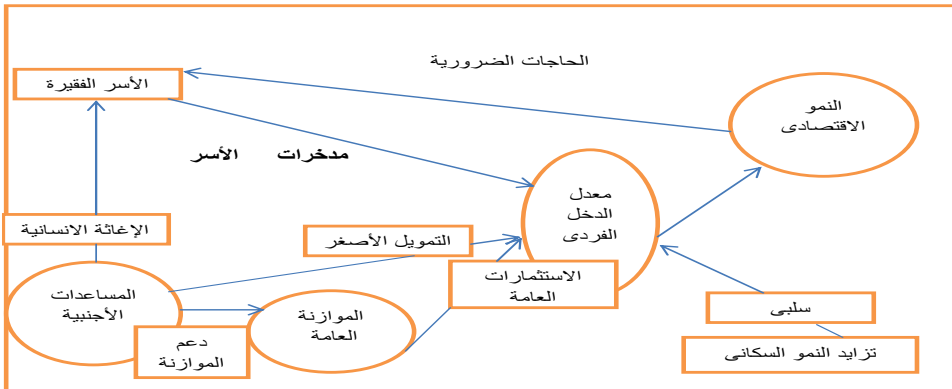 الحاجات الضرورية
الأسر الفقيرة
النمو
الاقتصادى
مدخرات الأسر
معدل
الدخل
الفردى
الإغاثة الانسانية
التمويل الأصغر
الاستثمارات
العامة
المساعدات
الأجنبية
الموازنة
العامة
سلبى
دعم
الموازنة
تزايد النمو السكانى